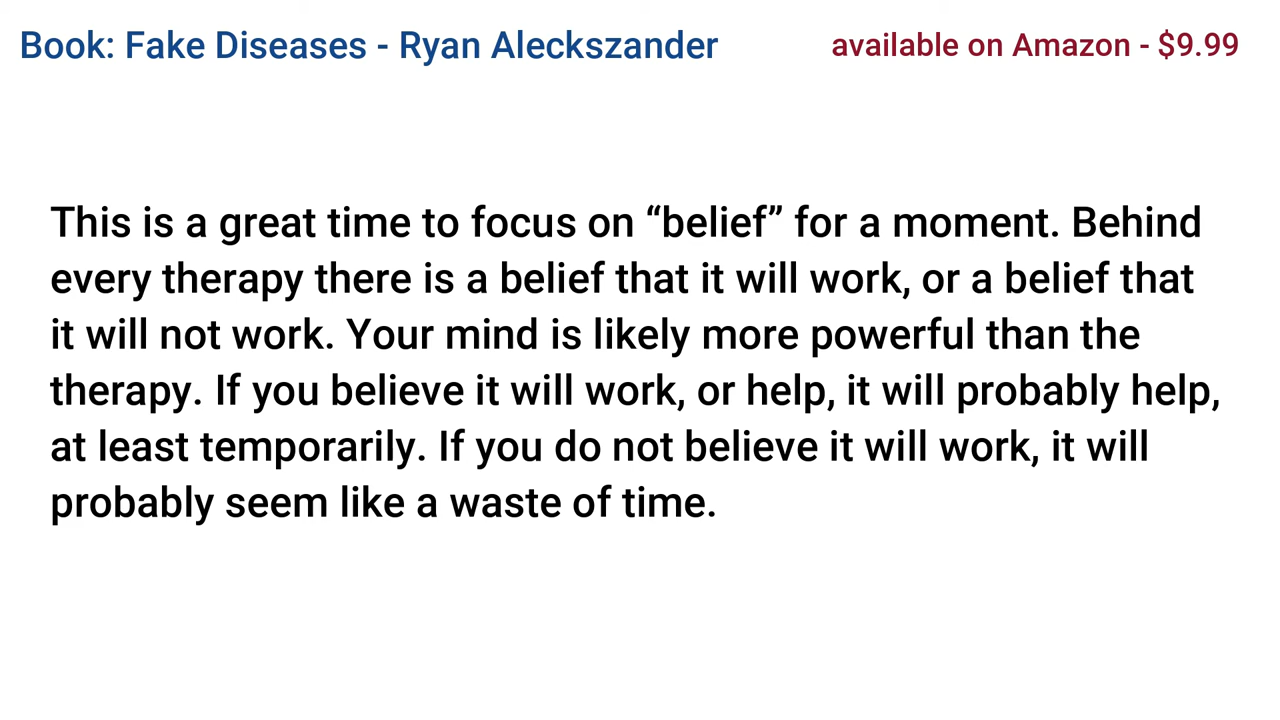 Book: Fake Diseases - Ryan Aleckszander
available on Amazon - $9.99
This is a great time to focus on “belief” for a moment. Behind
every therapy there is a belief that it will work, or a belief that
it will not work. Your mind is likely more powerful than the
therapy. If you believe it will work, or help, it will probably help,
at least temporarily. If you do not believe it will work, it will
probably seem like a waste of time.